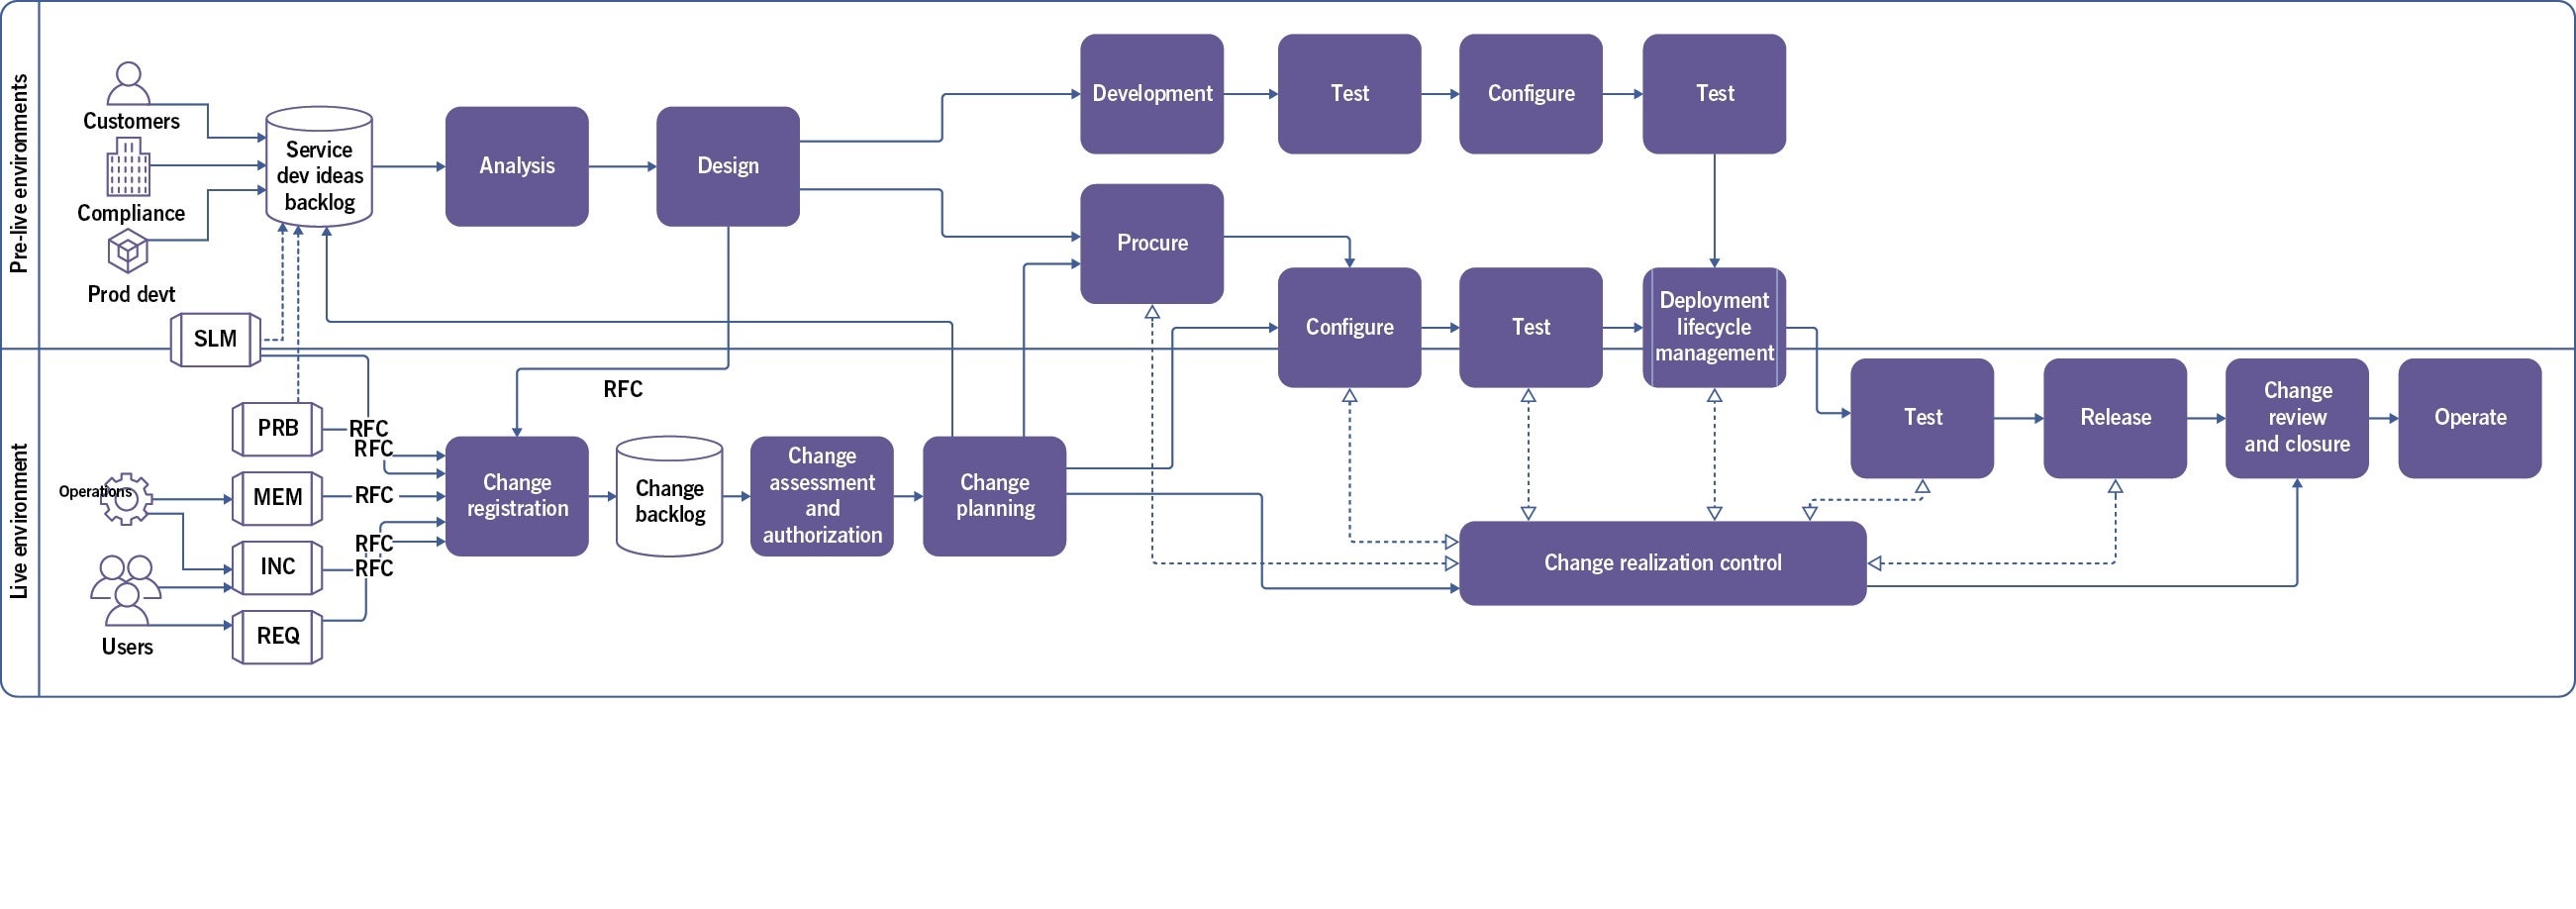 Pre-live environments
Customers
Compliance
Prod devt
SLM
Service
dev ideas
backlog
Analysis
Design
Development
Test
Configure
Test
Procure
Configure
Test
Deployment
lifecycle
management
Live environment
RFC
PRB
RFC
RFC
Operations
MEM
RFC
INC
RFC
RFC
Users
REQ
Change
registration
Change
backlog
Change
assessment
and
authorization
Change
planning
Change realization control
Test
Release
Change
review
and closure
Operate